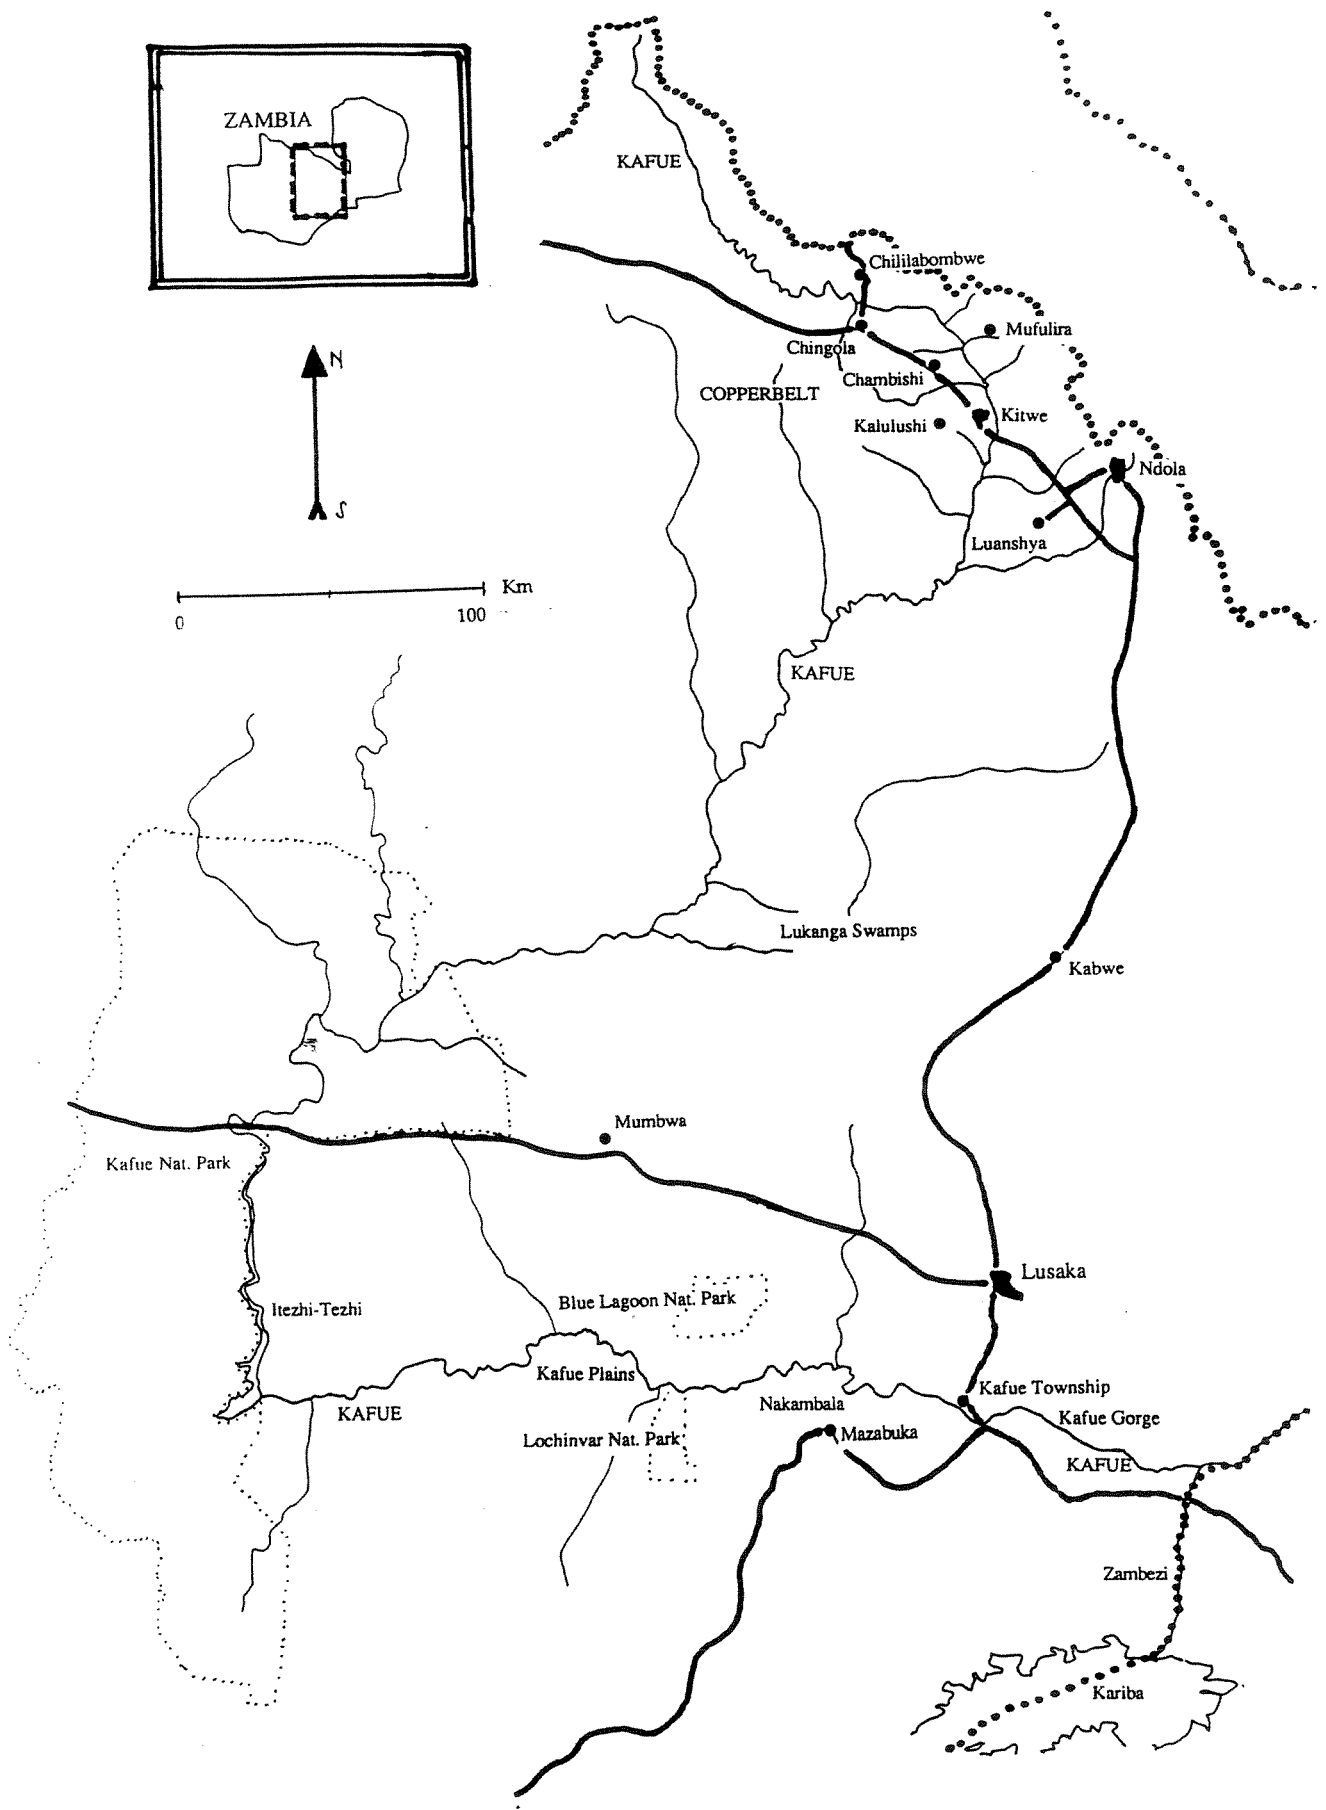 ZAMBIA
KAFUE
Chililabombwe
Mufulira
Chingola
Chambishi
COPPERBELT
Kitwe
Kalulushi
N
Ndola
S
Luanshya
Km
0
100
KAFUE
Lukanga Swamps
Kabwe
Mumbwa
Kafue Nat. Park
Lusaka
Itezhi-Tezhi
Blue Lagoon Nat. Park
Kafue Plains
Kafue Township
Nakambala
KAFUE
Kafue Gorge
Lochinvar Nat. Park
Mazabuka
KAFUE
Zambezi
Kariba